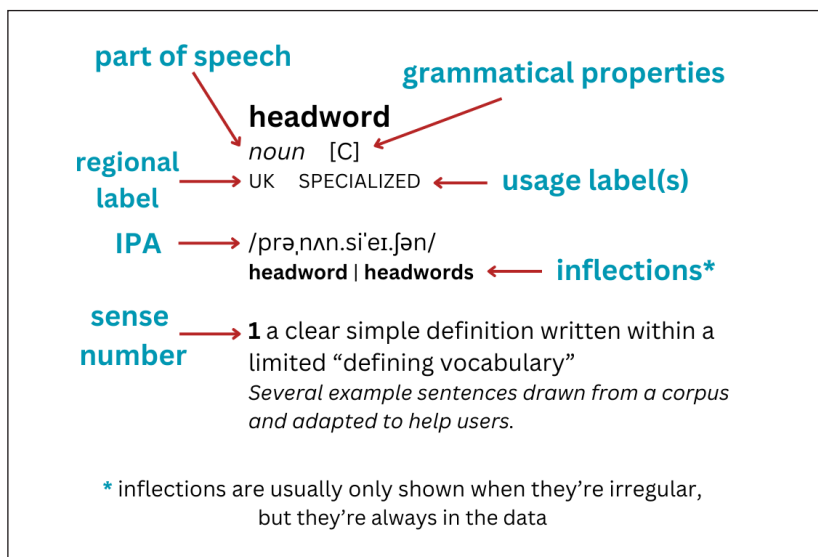 part of speech
grammatical properties
headword
noun [C]
regional
label
UK SPECIALIZED
usage label(s)
IPA
/prəˌnʌn.siˈeɪ.ʃən/
headword | headwords
inflections*
sense
number
1 a clear simple definition written within a
limited “defining vocabulary”
Several example sentences drawn from a corpus
and adapted to help users.
* inflections are usually only shown when they’re irregular,
but they’re always in the data